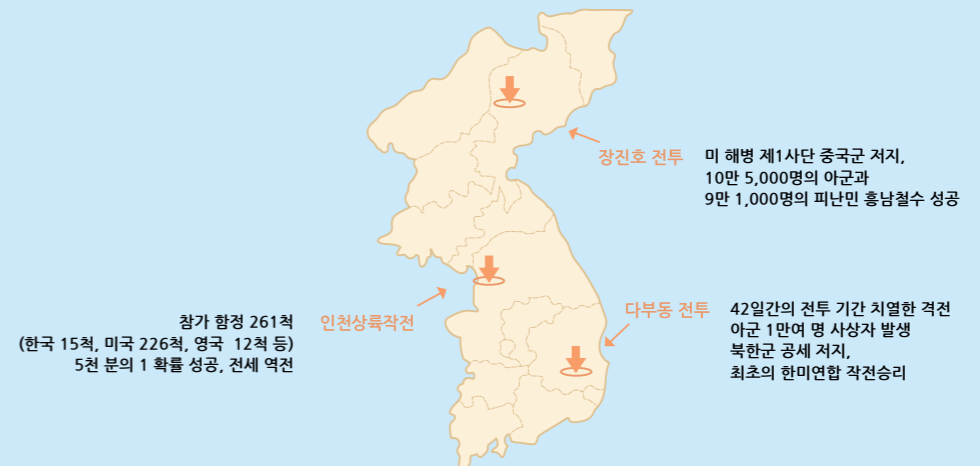 장진호 전투
미 해병 제1사단 중국군 저지,
10만 5,000명의 아군과
9만 1,000명의 피난민 흥남철수 성공
인천상륙작전
참가 함정 261척
(한국 15척, 미국 226척, 영국 12척 등)
5천 분의 1 확률 성공, 전세 역전
다부동 전투
42일간의 전투 기간 치열한 격전
아군 1만여 명 사상자 발생
북한군 공세 저지,
최초의 한미연합 작전승리